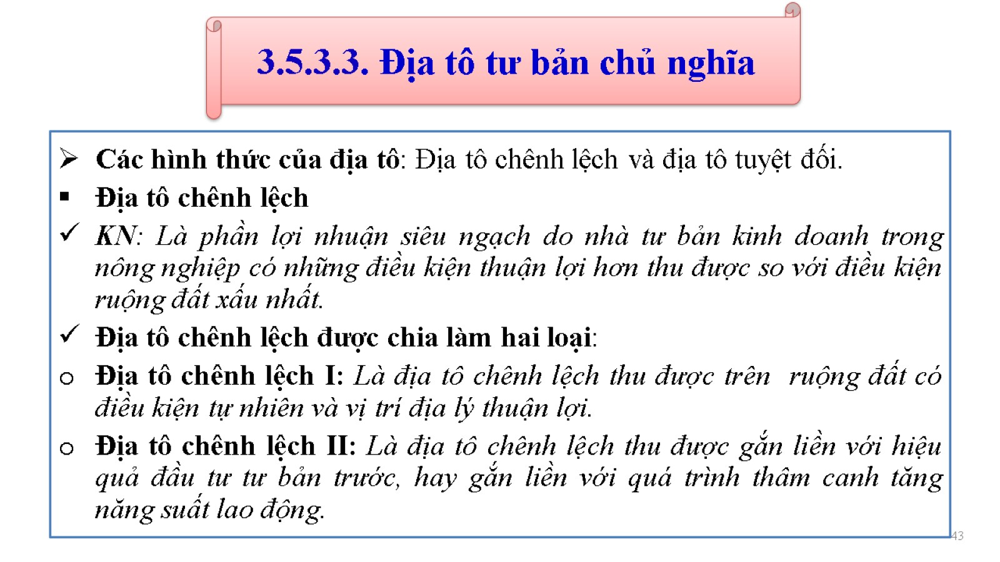 3.5.3.3. Địa tô tư bản chủ nghĩa
➢ Các hình thức của địa tô: Địa tô chênh lệch và địa tô tuyệt đối.
▪ Địa tô chênh lệch
✓ KN: Là phần lợi nhuận siêu ngạch do nhà tư bản kinh doanh trong
nông nghiệp có những điều kiện thuận lợi hơn thu được so với điều kiện
ruộng đất xấu nhất.
✓ Địa tô chênh lệch được chia làm hai loại:
o Địa tô chênh lệch I: Là địa tô chênh lệch thu được trên ruộng đất có
điều kiện tự nhiên và vị trí địa lý thuận lợi.
o Địa tô chênh lệch II: Là địa tô chênh lệch thu được gắn liền với hiệu
quả đầu tư tư bản trước, hay gắn liền với quá trình thâm canh tăng
năng suất lao động.
43